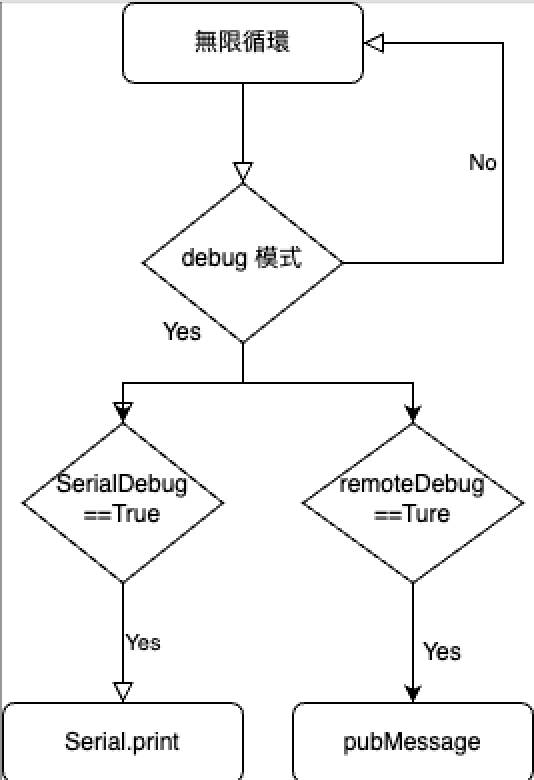 無限循環
No
debug 模式
Yes
SerialDebug
==True
remoteDebug
==Ture
Yes
Yes
Serial.print
pubMessage